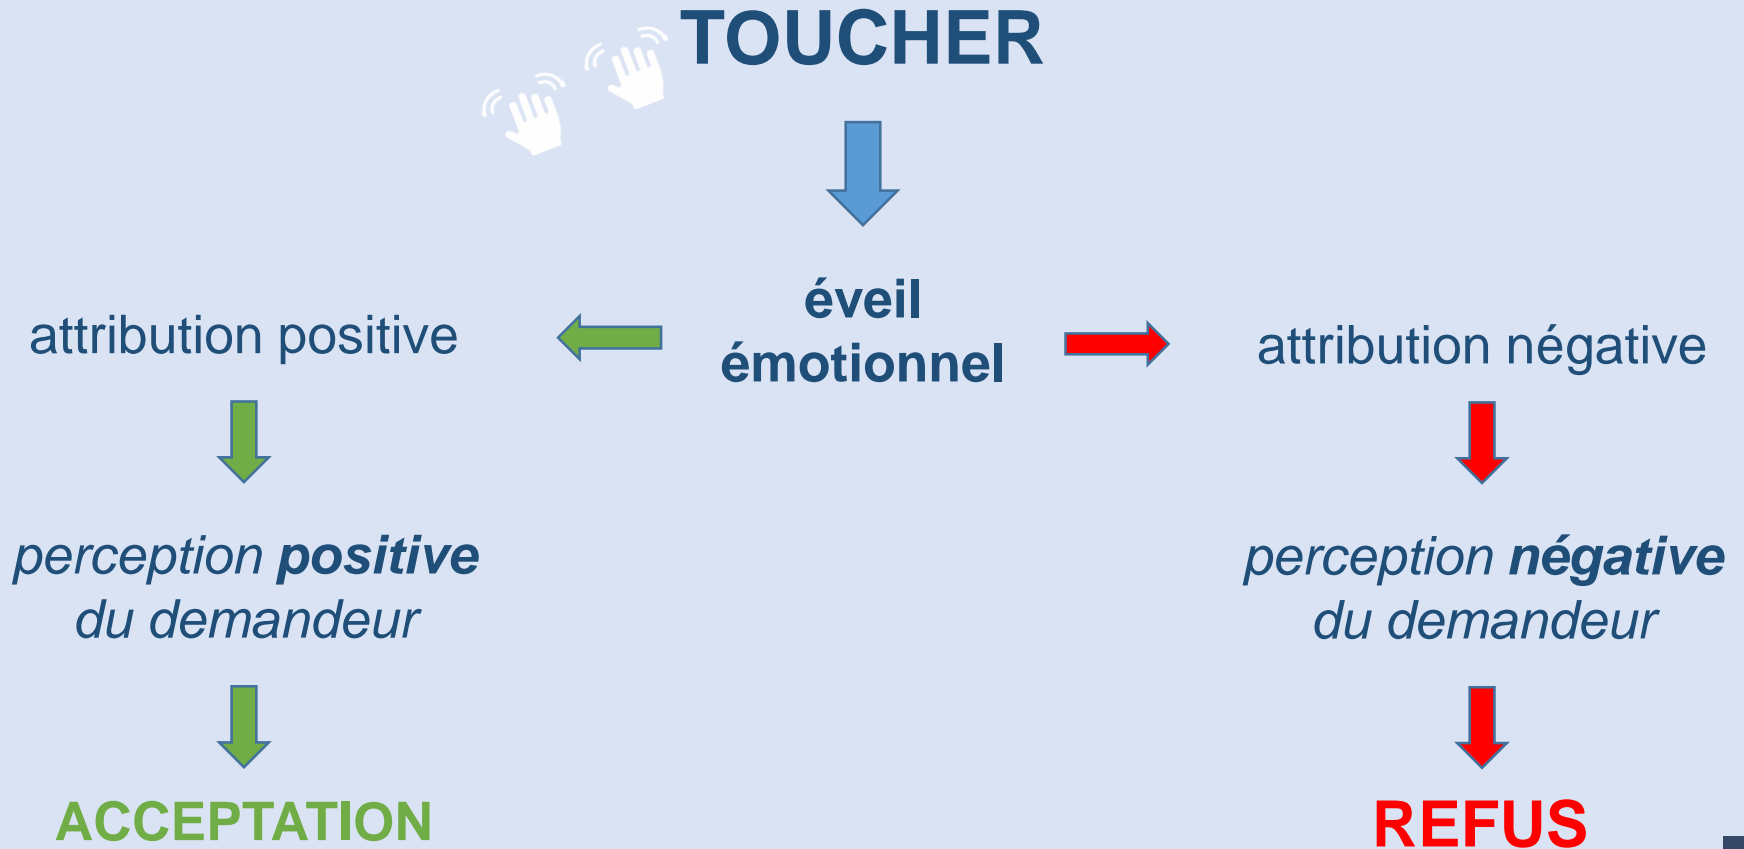 TOUCHER
éveil
émotionnel
attribution positive
attribution négative
perception positive
du demandeur
perception négative
du demandeur
ACCEPTATION
REFUS